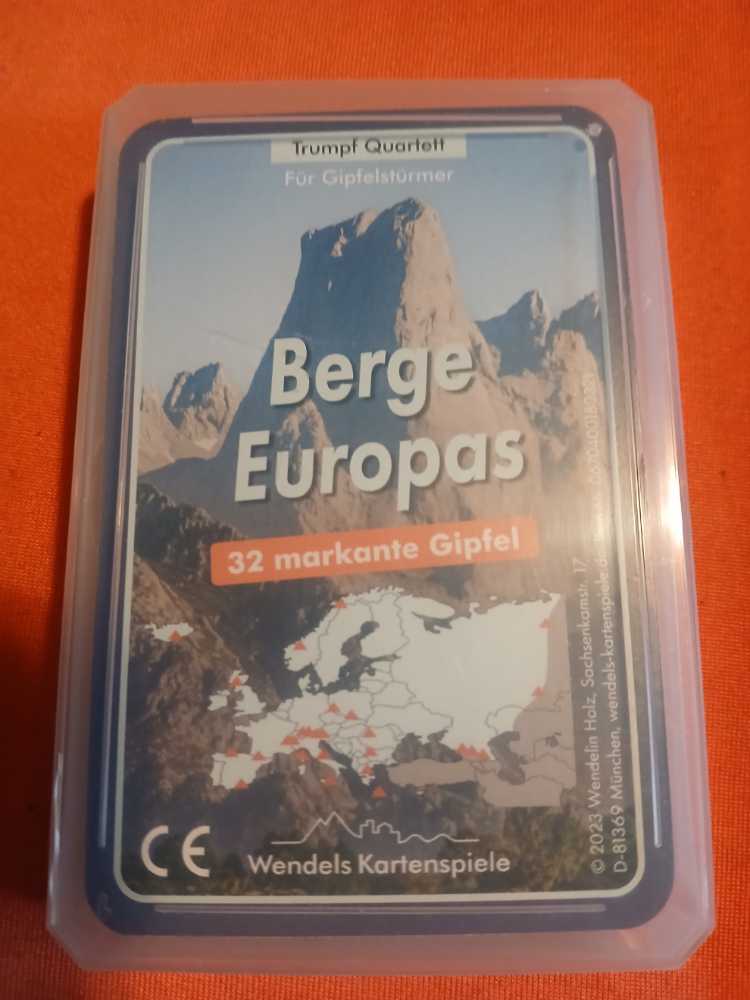 Trumpf Quartett
Für Gipfelstürmer
Berge
Europas
32 markante Gipfel
CE
Wendels Kartenspiele
© 2023 Wendelin Holz, Sachsenkamstr. 17
D-81369 München, wendels-kartenspiele.de